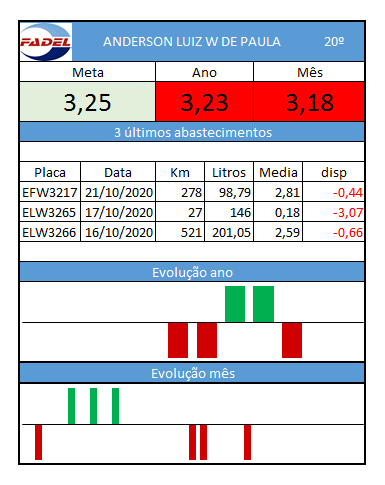 FADEL
ANDERSON LUIZ W DE PAULA 20º
Meta Ano Mês
3,25 3,23 3,18
3 últimos abastecimentos
Placa Data Km Litros Media disp
EFW3217 21/10/2020 278 98,79 2,81 -0,44
ELW3265 17/10/2020 27 146 0,18 -3,07
ELW3266 16/10/2020 521 201,05 2,59 -0,66
Evolução ano
Evolução mês